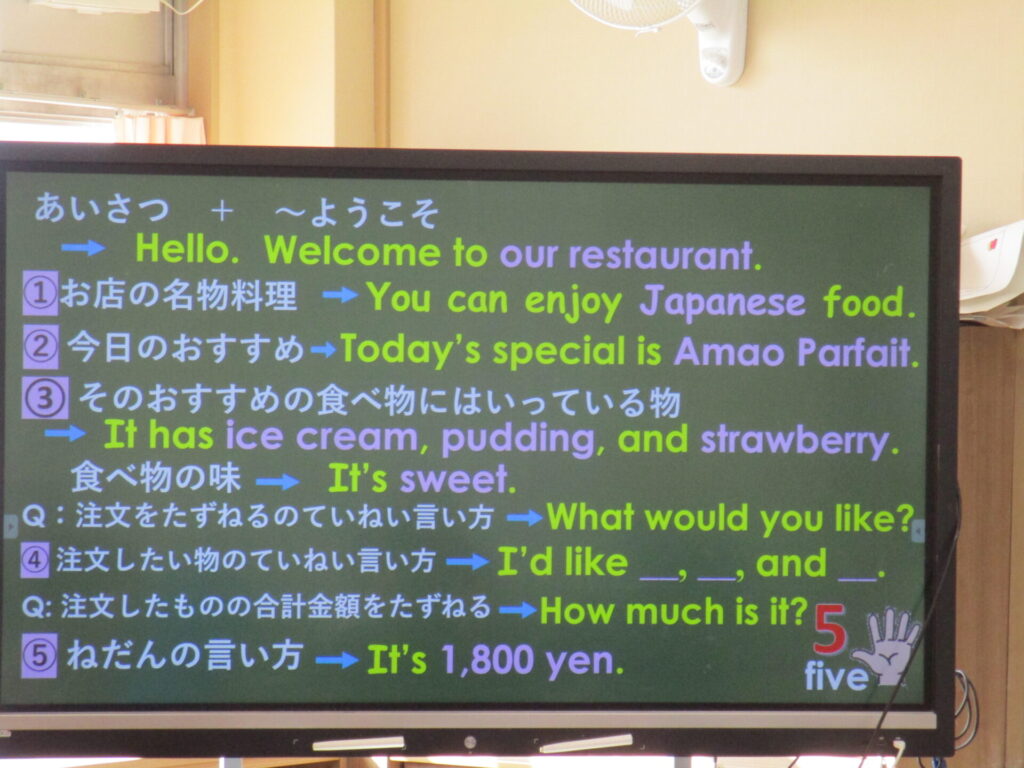 あいさつ ＋ ～ようこそ
Hello. Welcome to our restaurant.
①お店の名物料理 You can enjoy Japanese food.
②今日のおすすめ Today's special is Amao Parfait.
③そのおすすめの食べ物にはいっている物
It has ice cream, pudding, and strawberry.
食べ物の味 It's sweet.
Q：注文をたずねるのていねい言い方 What would you like?
④注文したい物のていねい言い方 I'd like __, __, and __.
Q: 注文したものの合計金額をたずねる How much is it?
⑤ねだんの言い方 It's 1,800 yen.
5
five